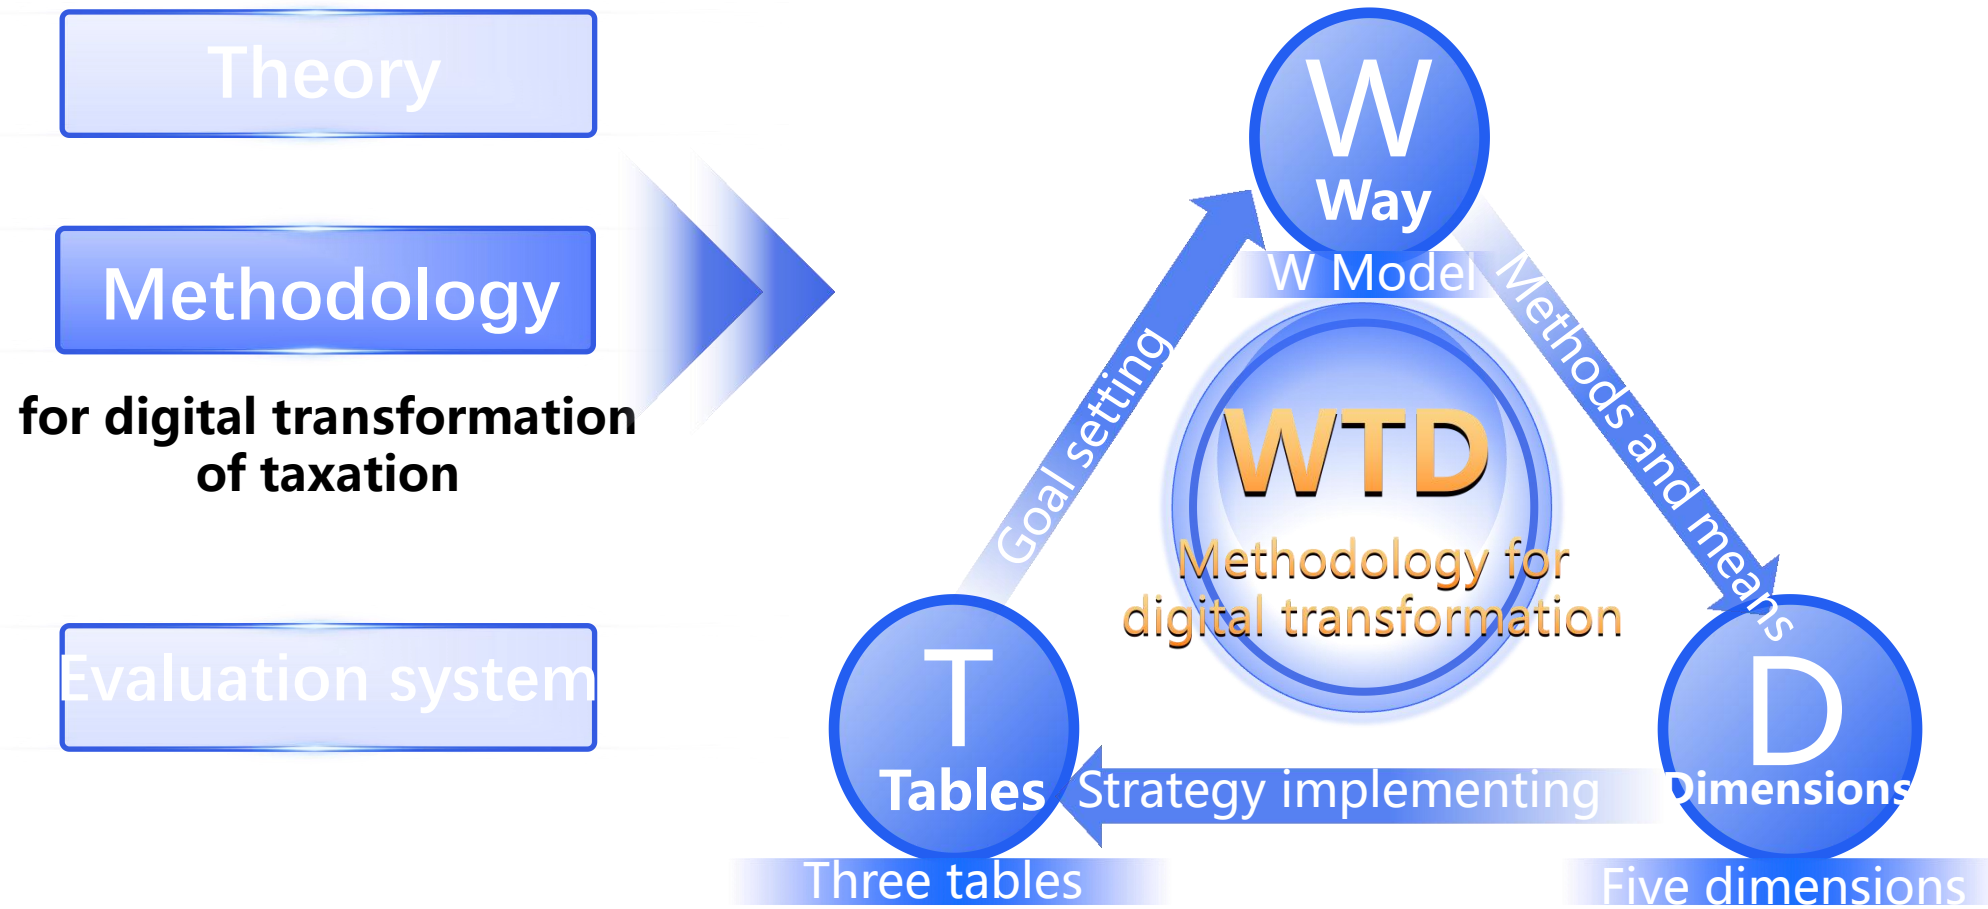 Theory
Methodology
for digital transformation
of taxation
Evaluation system
W
Way
W Model
Goal setting
Methods and means
WTD
Methodology for
digital transformation
T
Tables
Three tables
Strategy implementing
D
Dimensions
Five dimensions